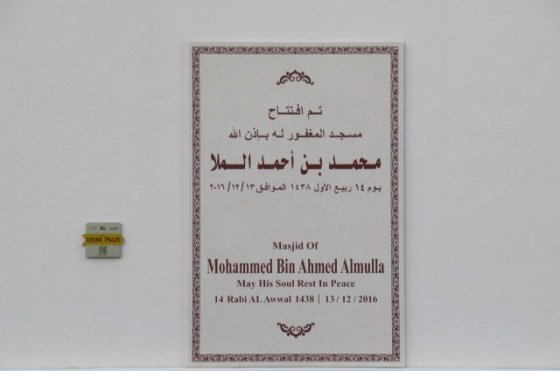 تم افتتاح
مسجد المغفور له بإذن الله
محمد بن أحمد الملا
يوم ١٤ ربيع الأول ١٤٣٨ الموافق ٢٠١٦/١٢/١٣
Masjid Of
Mohammed Bin Ahmed Almulla
May His Soul Rest In Peace
14 Rabi AL Awwal 1438 | 13 / 12 / 2016